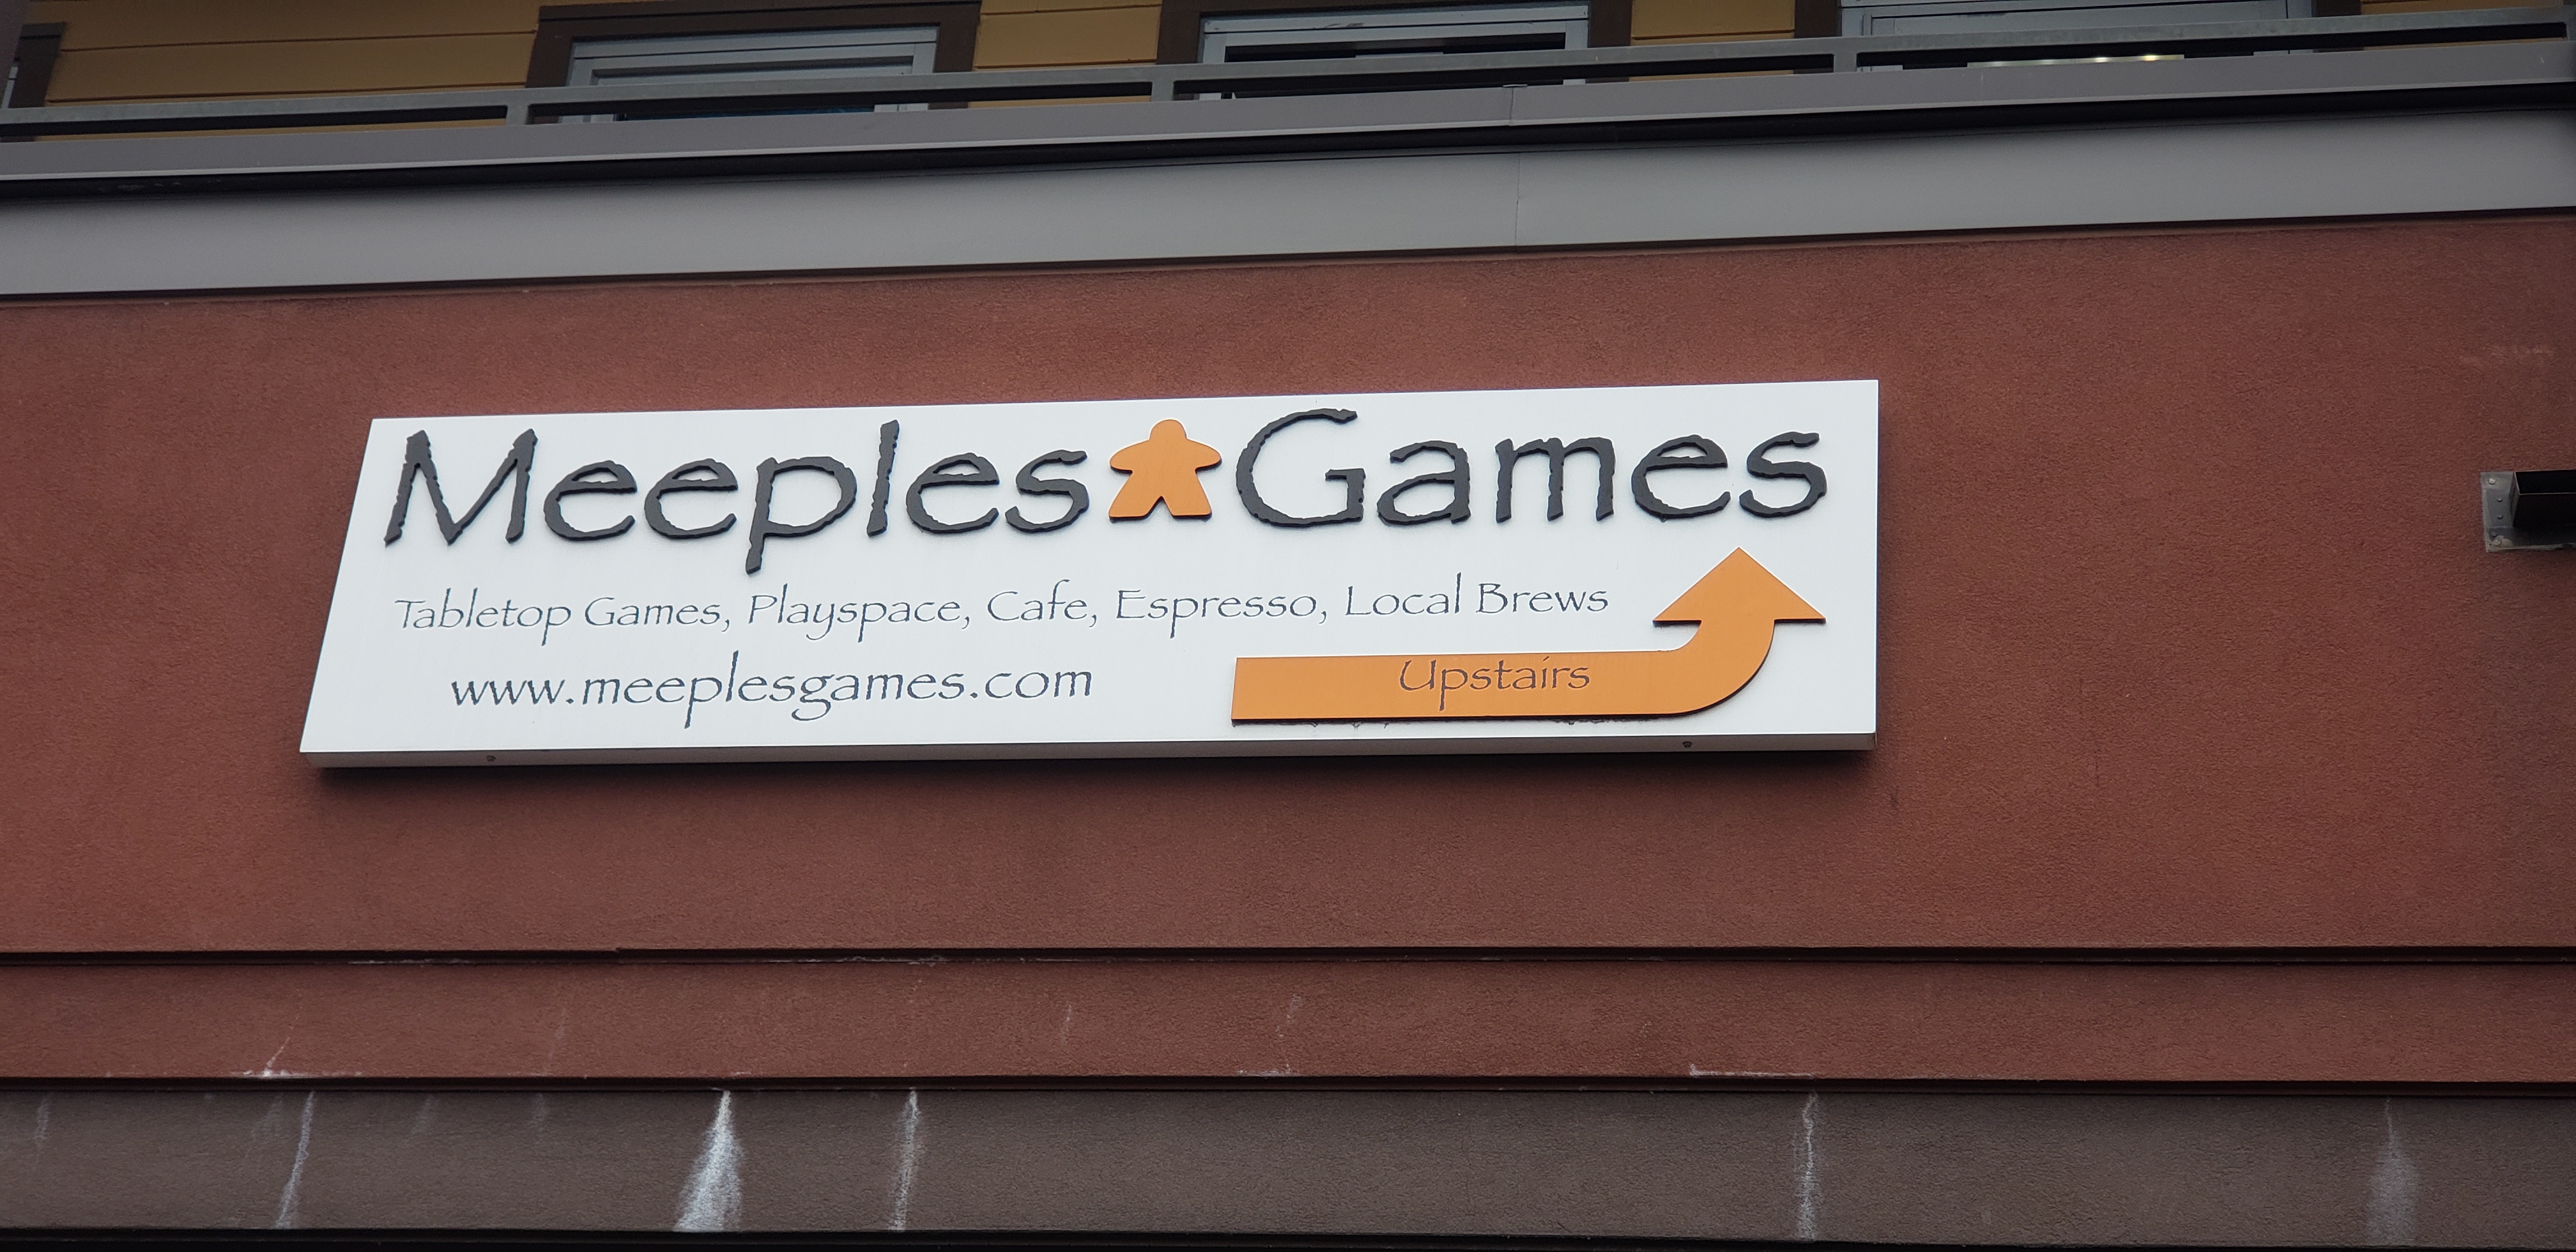 Meeples Games
Tabletop Games, Playspace, Cafe, Espresso, Local Brews
www.meeplesgames.com
Upstairs